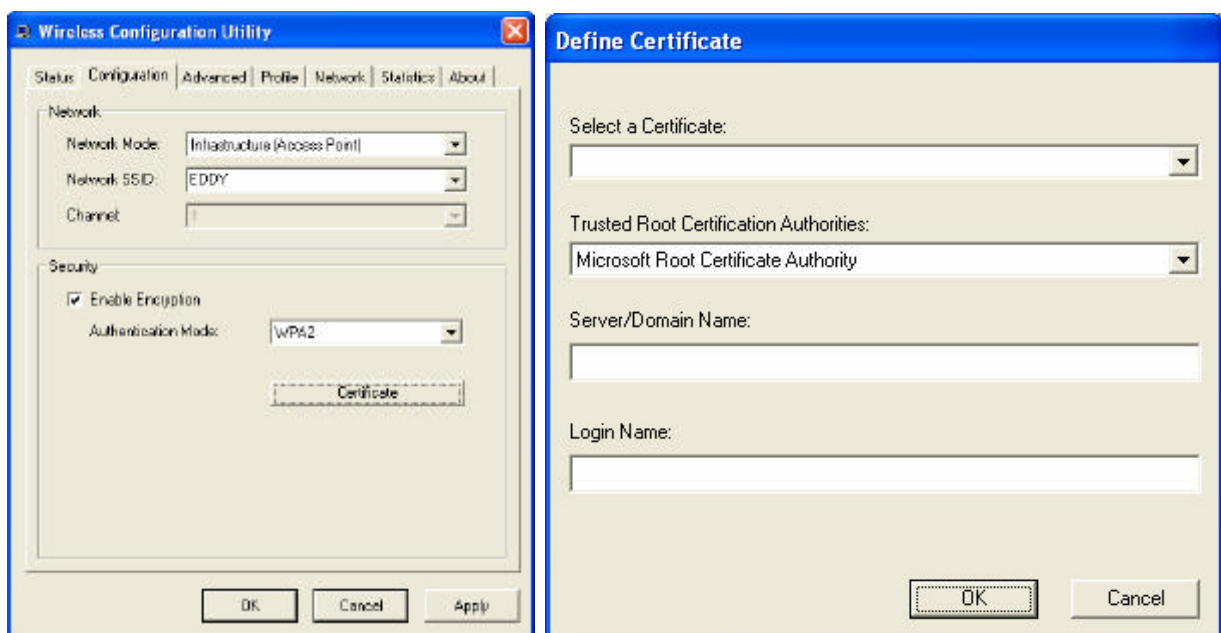 Wireless Configuration Utility
Status Configuration Advanced Profile Network Statistics About
Network
Network Mode: Infrastructure (Access Point)
Network SSID: EDDY
Channel 1
Security
Enable Encryption
Authentication Mode: WPA2
Certificate
OK Cancel Apply
Define Certificate
Select a Certificate:
Trusted Root Certification Authorities:
Microsoft Root Certificate Authority
Server/Domain Name:
Login Name:
OK Cancel